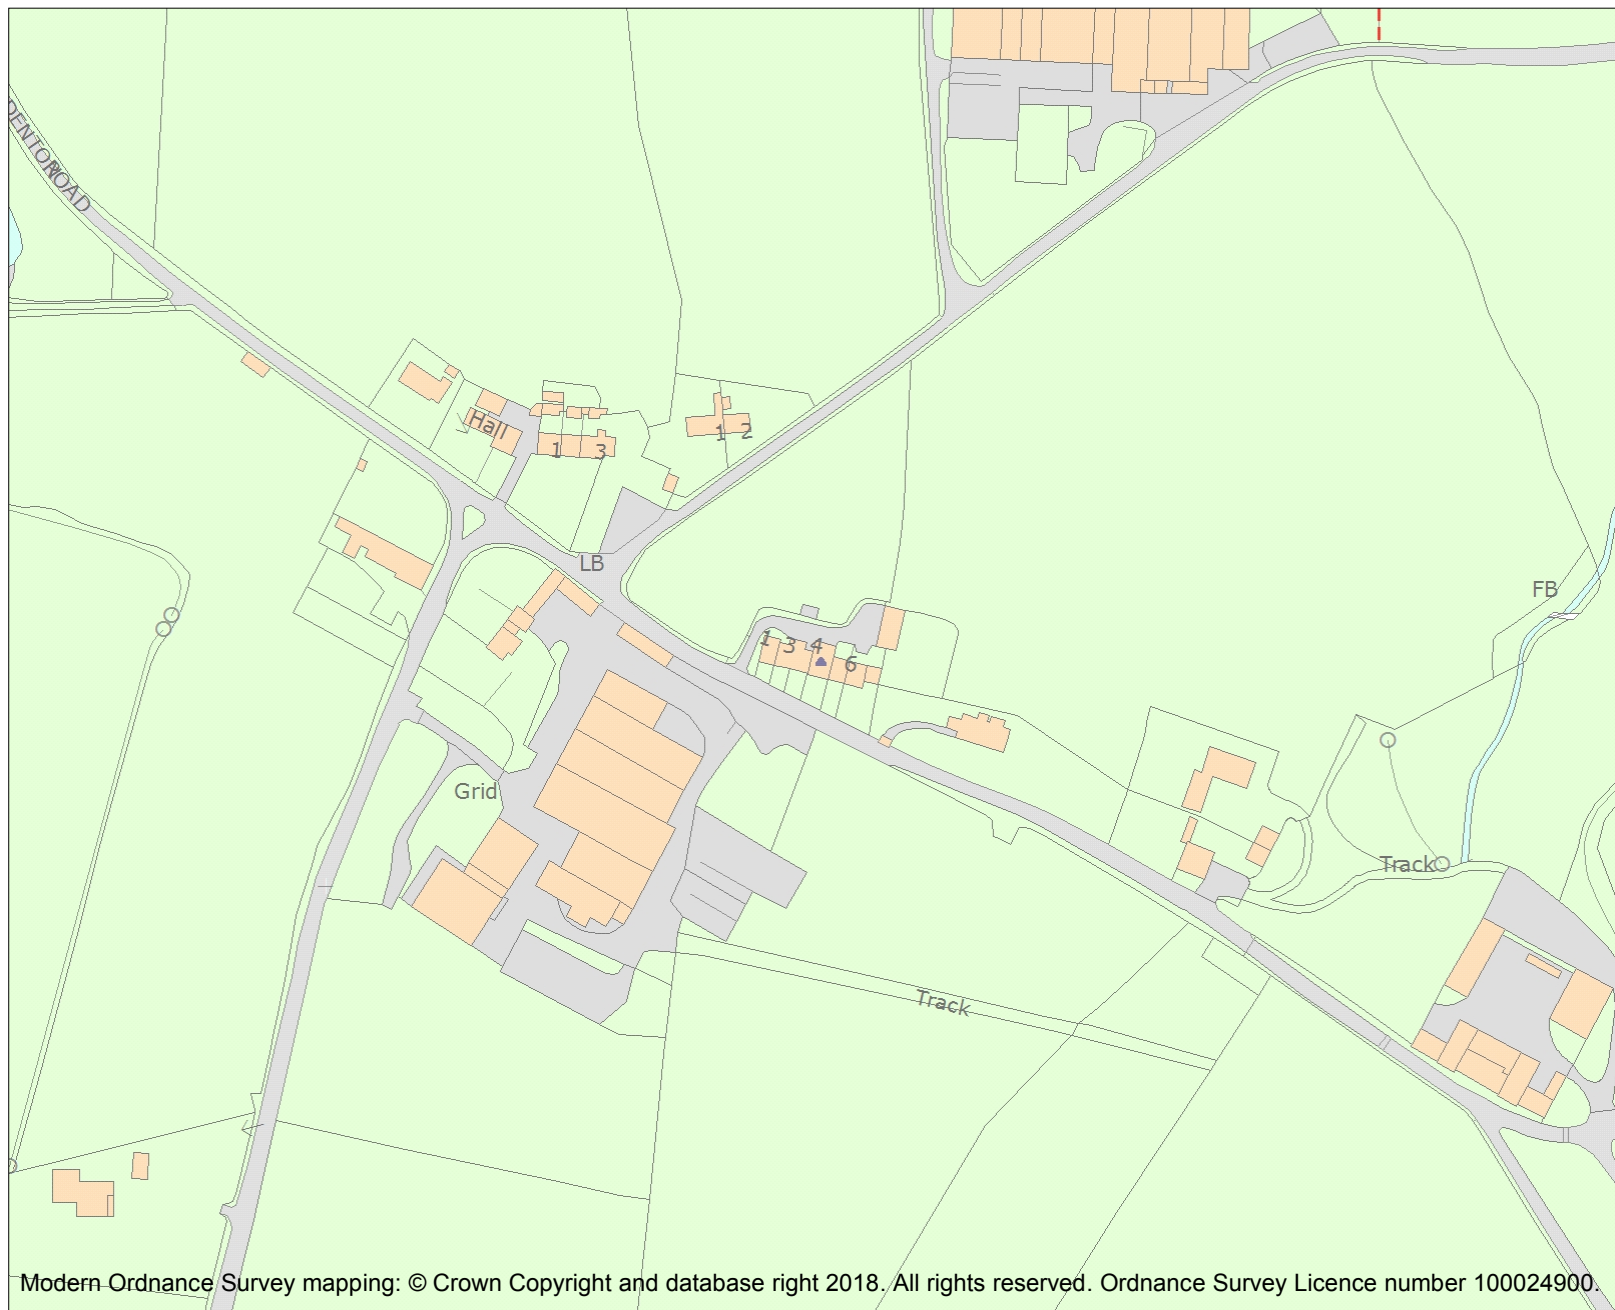 DENTON ROAD
Hall
1 3
1 2
LB
FB
1 3 4 6
Grid
Track
Track
Modern Ordnance Survey mapping: © Crown Copyright and database right 2018. All rights reserved. Ordnance Survey Licence number 100024900.